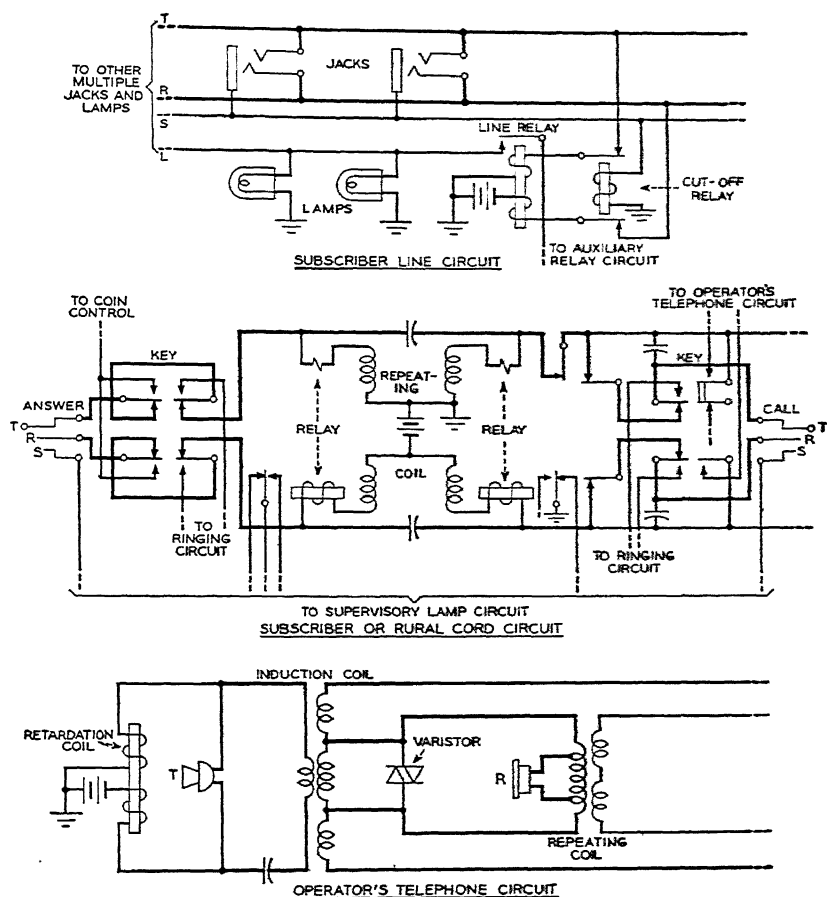 T
TO OTHER
MULTIPLE
JACKS AND
LAMPS
JACKS
R
S
LINE RELAY
L
LAMPS
CUT-OFF
RELAY
TO AUXILIARY
RELAY CIRCUIT
SUBSCRIBER LINE CIRCUIT
TO COIN
CONTROL
TO OPERATOR'S
TELEPHONE CIRCUIT
KEY
REPEAT-
ING
KEY
ANSWER
T
R
S
RELAY
RELAY
COIL
CALL
T
R
S
TO
RINGING
CIRCUIT
TO RINGING
CIRCUIT
TO SUPERVISORY LAMP CIRCUIT
SUBSCRIBER OR RURAL CORD CIRCUIT
INDUCTION COIL
RETARDATION
COIL
T
VARISTOR
R
REPEATING
COIL
OPERATOR'S TELEPHONE CIRCUIT